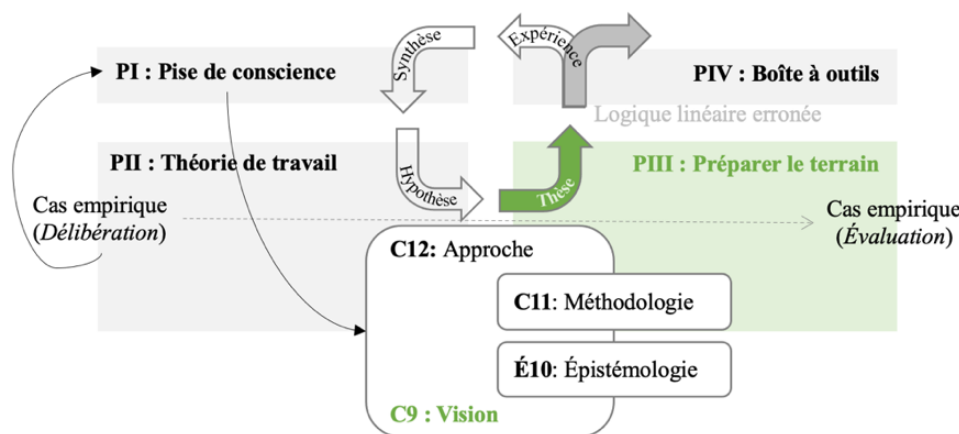 Synthèse
Expérience
PI : Pise de conscience
PIV : Boîte à outils
Logique linéaire erronée
PII : Théorie de travail
Hypothèse
Thèse
PIII : Préparer le terrain
Cas empirique
(Délibération)
Cas empirique
(Évaluation)
C12: Approche
C11: Méthodologie
É10: Épistémologie
C9 : Vision